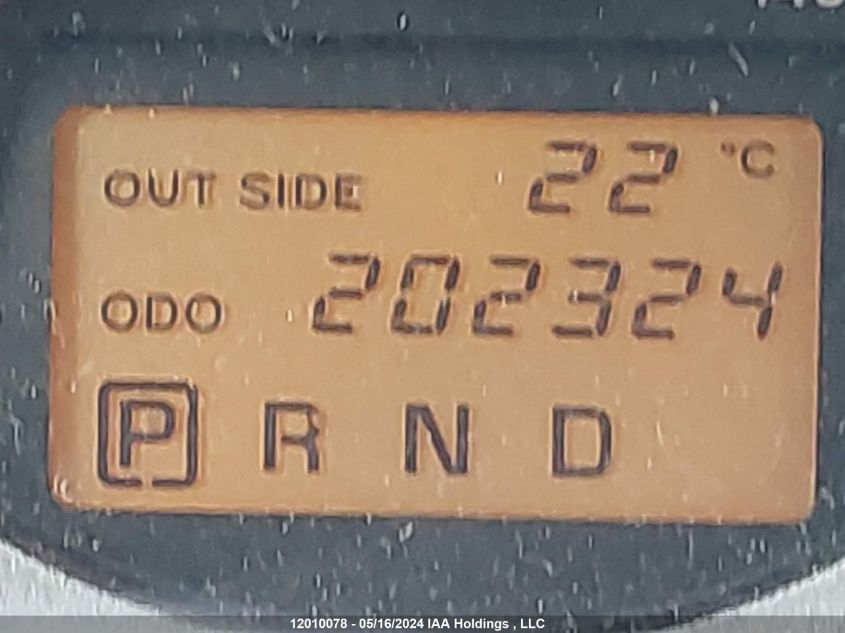 OUT SIDE 22 °C
ODO 202324
P R N D
12010078 - 05/16/2024 IAA Holdings , LLC